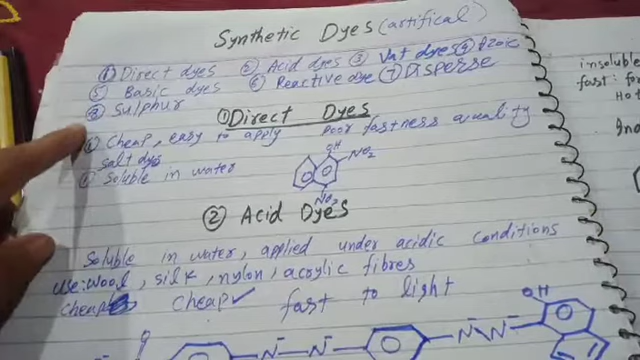 Synthetic Dyes (artifical)
① Direct dyes ② Acid dyes ③ Vat dyes ④ Azoic
⑤ Basic dyes ⑥ Reactive dye ⑦ Disperse
⑧ Sulphur
① Direct Dyes
Cheap, easy to apply poor fastness quality
salt dys
Soluble in water
OH
NO2
NO2
② Acid Dyes
Soluble in water, applied under acidic conditions
use: wool, silk, nylon, acrylic fibres
cheap cheap ✓ fast to light
OH
N N N N
insoluble
fast: